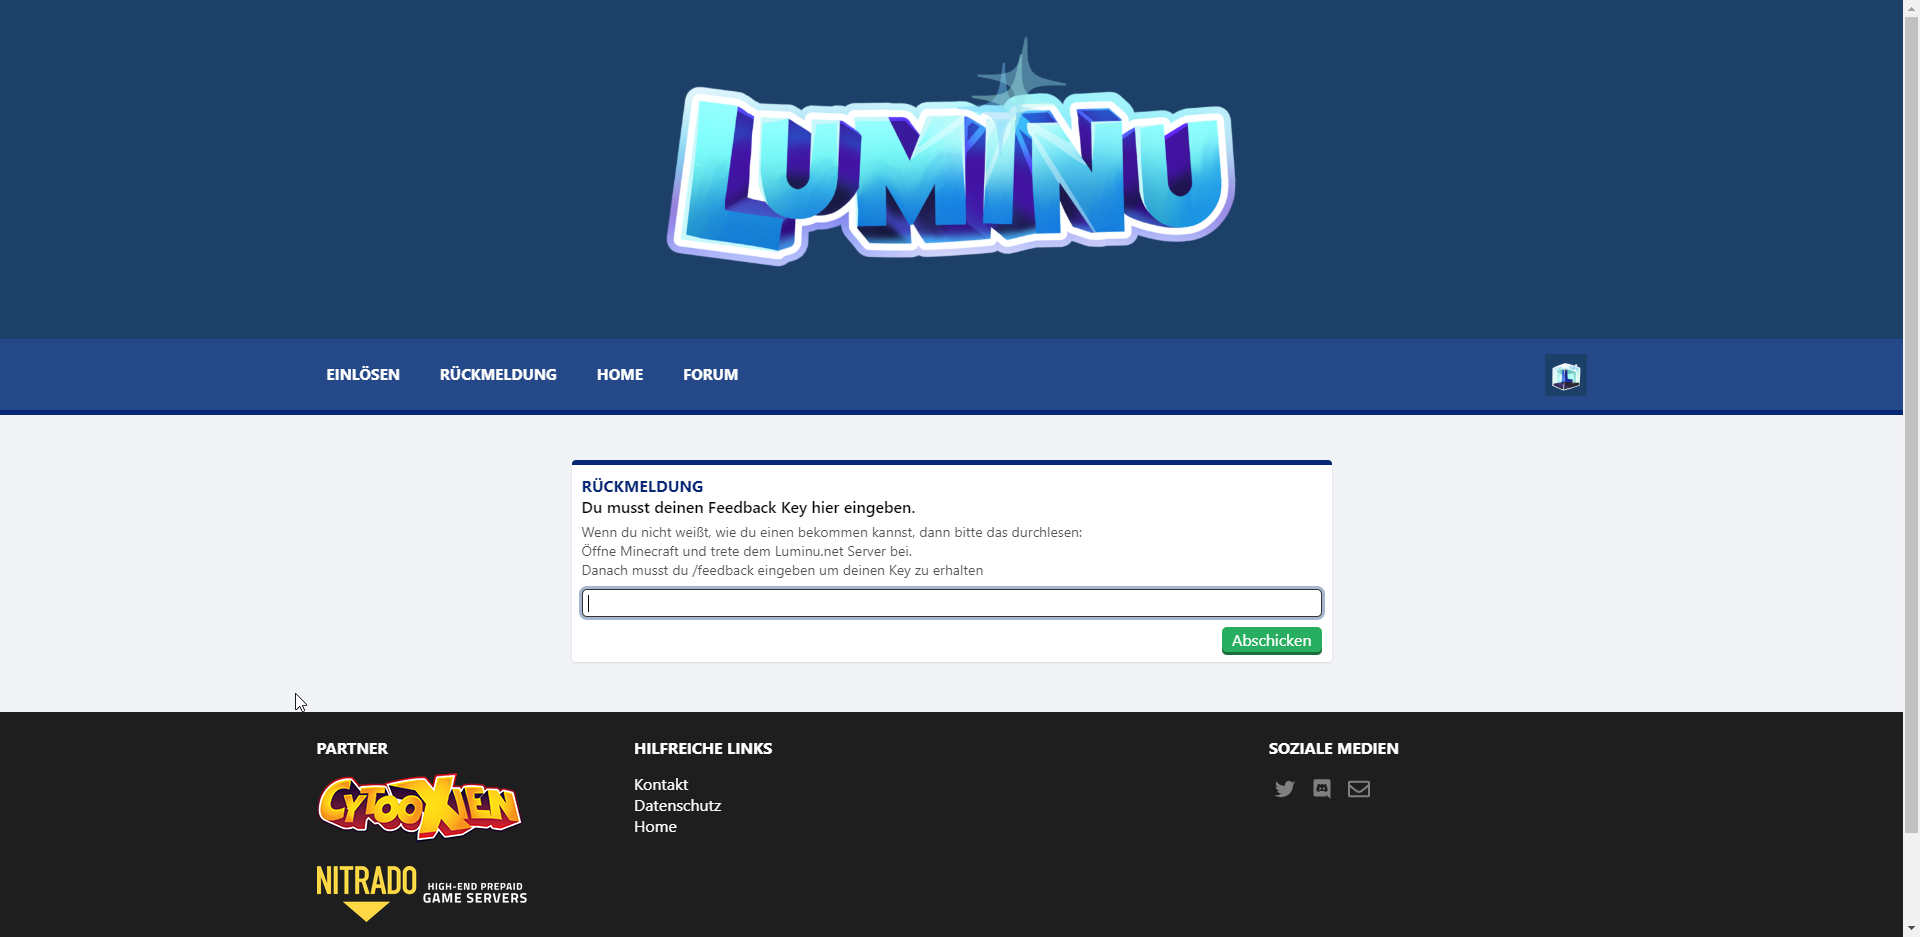 LUMINU
EINLÖSEN
RÜCKMELDUNG
HOME
FORUM
RÜCKMELDUNG
Du musst deinen Feedback Key hier eingeben.
Wenn du nicht weißt, wie du einen bekommen kannst, dann bitte das durchlesen:
Öffne Minecraft und trete dem Luminu.net Server bei.
Danach musst du /feedback eingeben um deinen Key zu erhalten
Abschicken
PARTNER
CYTOOXIEN
NITRADO
HIGH-END PREPAID
GAME SERVERS
HILFREICHE LINKS
Kontakt
Datenschutz
Home
SOZIALE MEDIEN